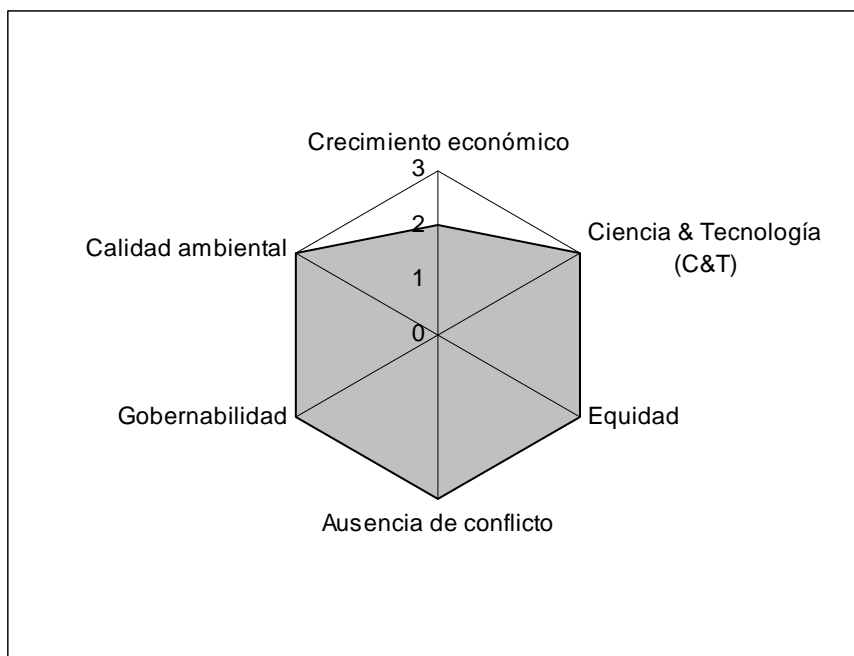 Crecimiento económico
3
Ciencia & Tecnología
(C&T)
Calidad ambiental
2
1
0
Gobernabilidad
Equidad
Ausencia de conflicto